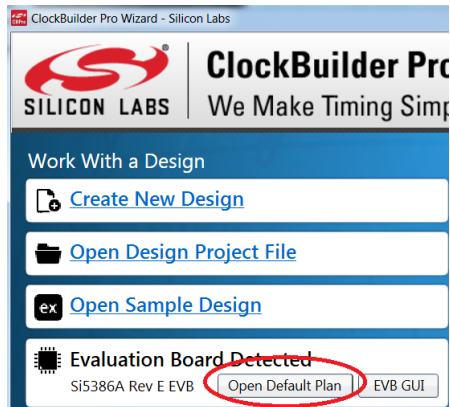 ClockBuilder Pro Wizard - Silicon Labs
SILICON LABS
ClockBuilder Pro
We Make Timing Simp
Work With a Design
Create New Design
Open Design Project File
ex Open Sample Design
Evaluation Board Detected
Si5386A Rev E EVB Open Default Plan EVB GUI